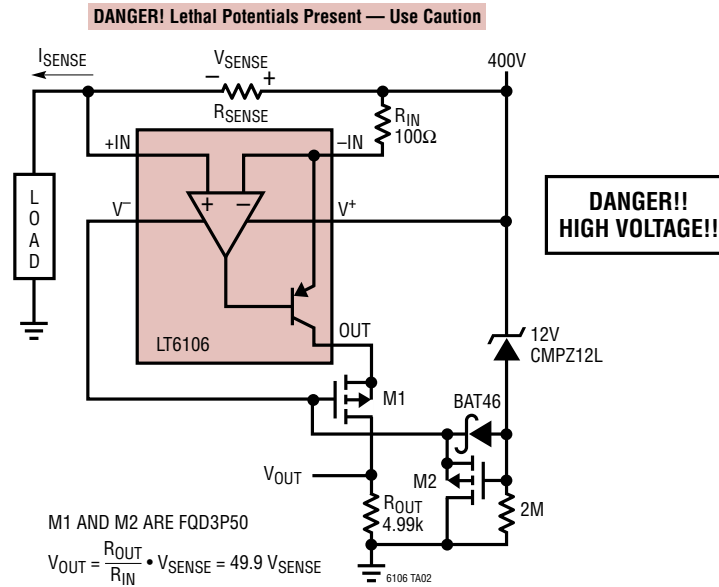 DANGER! Lethal Potentials Present — Use Caution
ISENSE
VSENSE
– +
RSENSE
400V
RIN
100Ω
+IN
–IN
+ –
V–
V+
LOAD
DANGER!!
HIGH VOLTAGE!!
LT6106
OUT
12V
CMPZ12L
M1
BAT46
VOUT
M2
ROUT
4.99k
2M
M1 AND M2 ARE FQD3P50
VOUT = ROUT/RIN • VSENSE = 49.9 VSENSE
6106 TA02